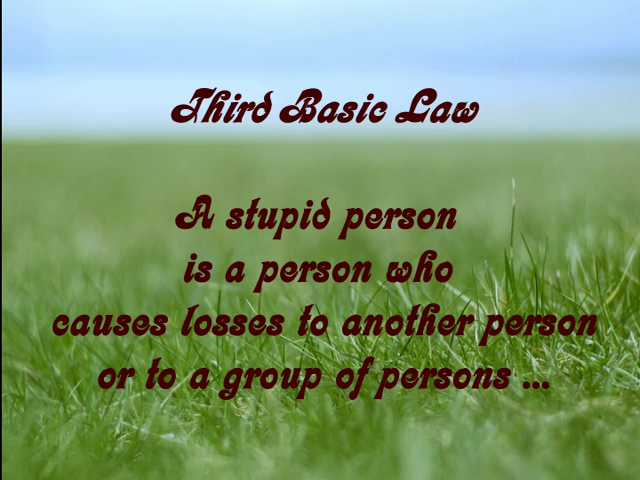 Third Basic Law
A stupid person
is a person who
causes losses to another person
or to a group of persons ...